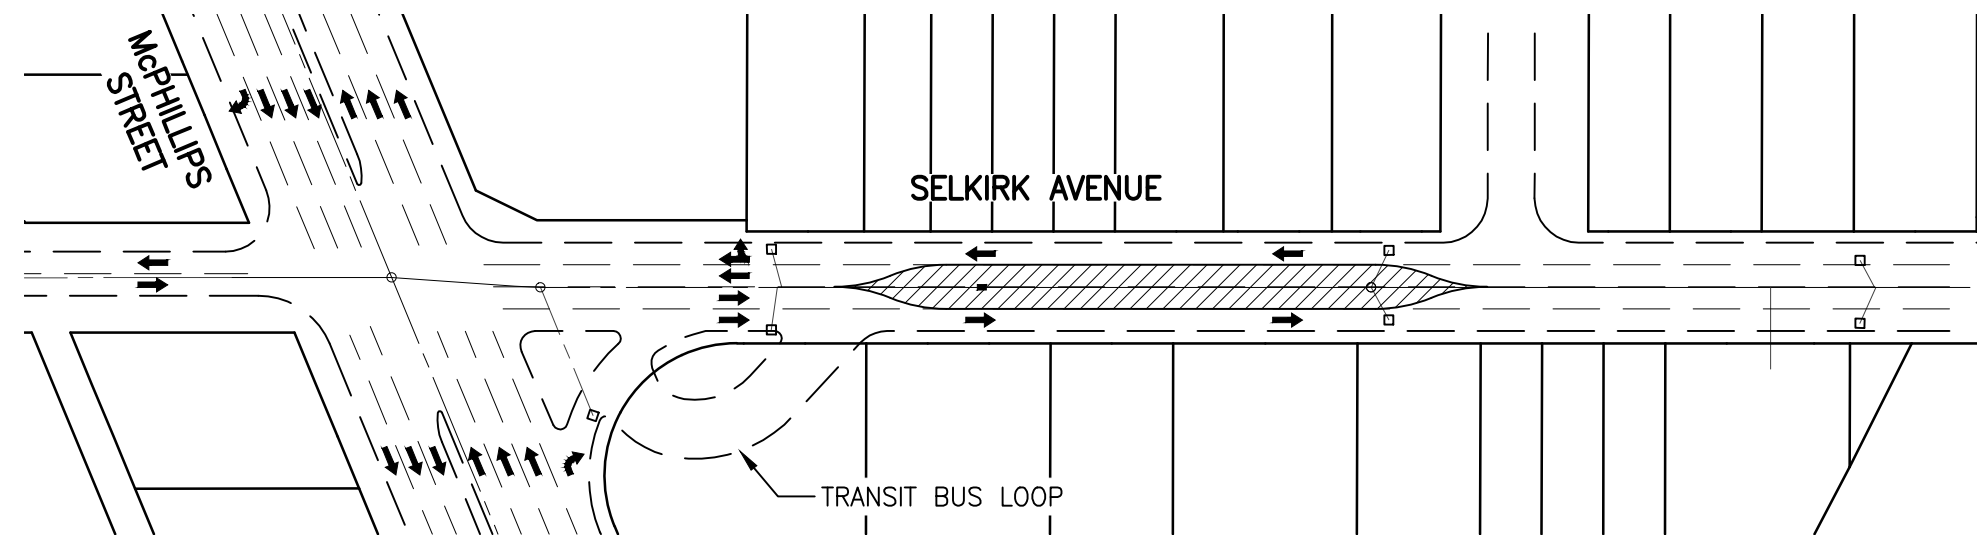 McPHILLIPS
STREET
SELKIRK AVENUE
TRANSIT BUS LOOP